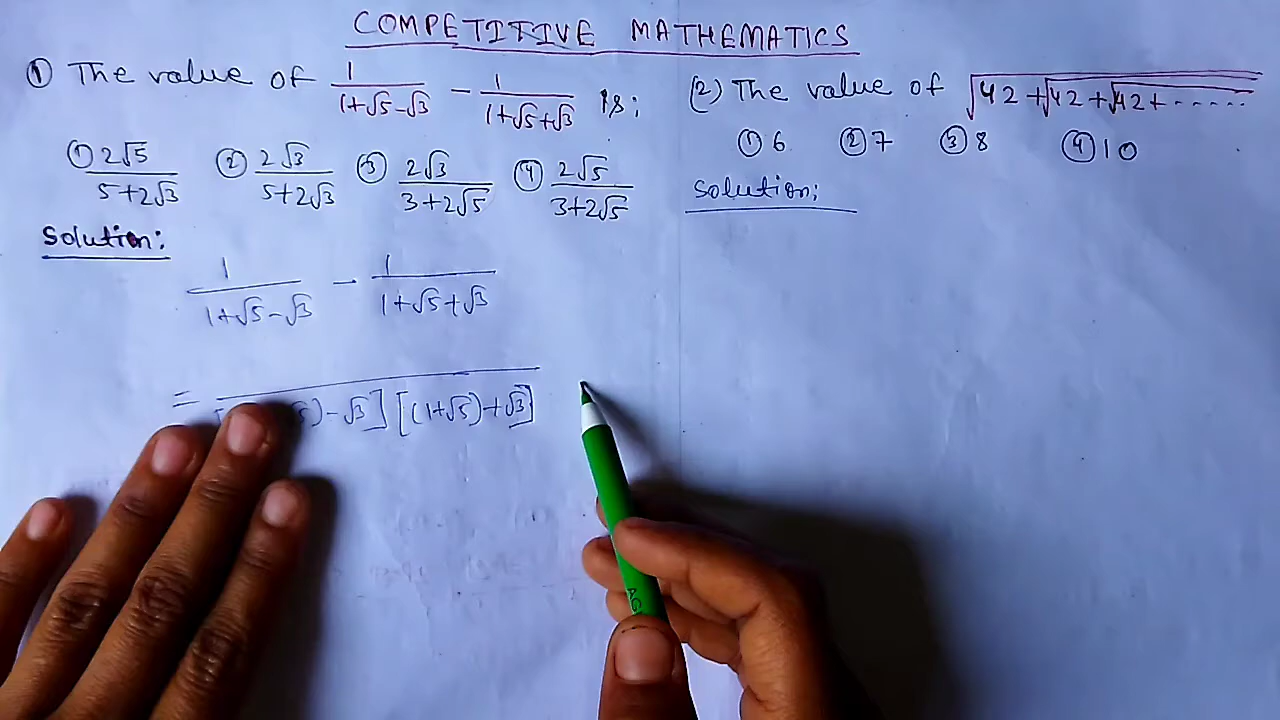 COMPETITIVE MATHEMATICS
① The value of 1/(1+√5-√3) - 1/(1+√5+√3) is:
① 2√5/(5+2√3) ② 2√3/(5+2√3) ③ 2√3/(3+2√5) ④ 2√5/(3+2√5)
Solution:
1/(1+√5-√3) - 1/(1+√5+√3)
= )-√3] [(1+√5)+√3]
(2) The value of √42+√42+√42+......
① 6 ② 7 ③ 8 ④ 10
Solution:
AC